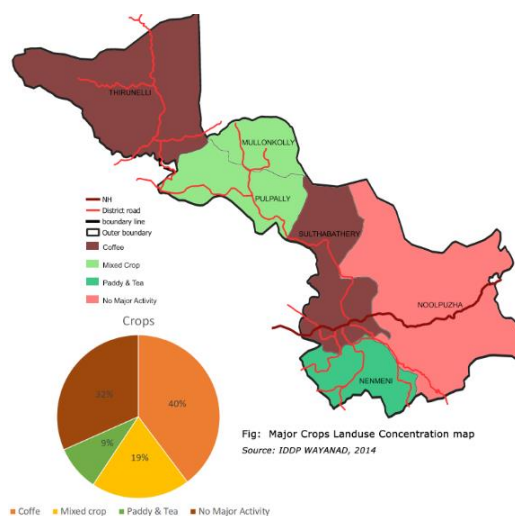 THIRUNELLI
MULLONKOLLY
PULPALLY
SULTHABATHERY
NOOLPUZHA
NENMENI
NH
District road
boundary line
Outer boundary
Coffee
Mixed Crop
Paddy & Tea
No Major Activity
Crops
32%
40%
9%
19%
Coffe Mixed crop Paddy & Tea No Major Activity
Fig: Major Crops Landuse Concentration map
Source: IDDP WAYANAD, 2014